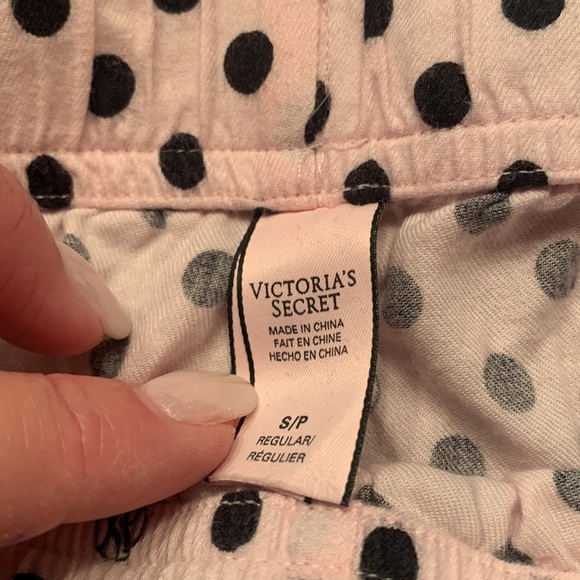 VICTORIA'S
SECRET
MADE IN CHINA
FAIT EN CHINE
HECHO EN CHINA
S/P
REGULAR/
RÉGULIER